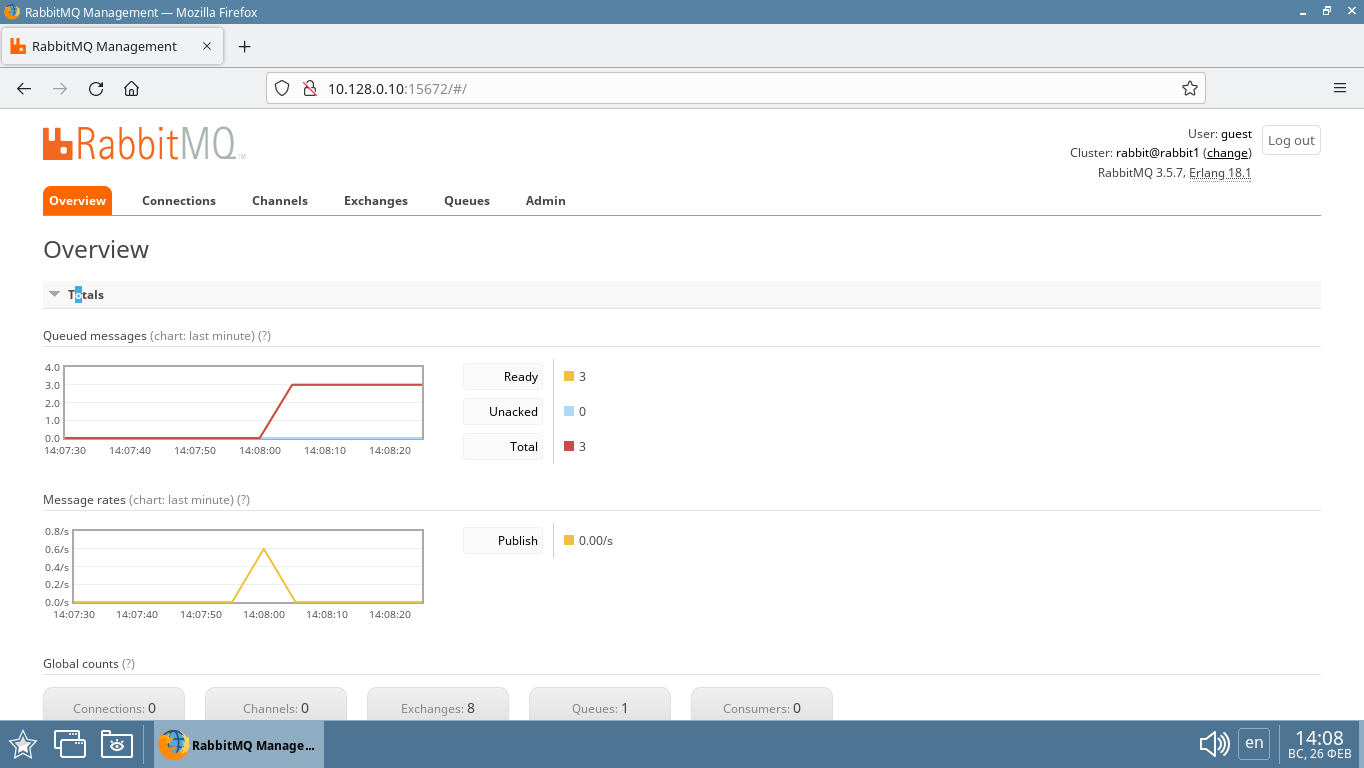 RabbitMQ Management — Mozilla Firefox
RabbitMQ Management
10.128.0.10:15672/#/
RabbitMQ™
User: guest
Log out
Cluster: rabbit@rabbit1 (change)
RabbitMQ 3.5.7, Erlang 18.1
Overview Connections Channels Exchanges Queues Admin
Overview
Totals
Queued messages (chart: last minute) (?)
4.0
3.0
2.0
1.0
0.0
14:07:30 14:07:40 14:07:50 14:08:00 14:08:10 14:08:20
Ready 3
Unacked 0
Total 3
Message rates (chart: last minute) (?)
0.8/s
0.6/s
0.4/s
0.2/s
0.0/s
14:07:30 14:07:40 14:07:50 14:08:00 14:08:10 14:08:20
Publish 0.00/s
Global counts (?)
Connections: 0 Channels: 0 Exchanges: 8 Queues: 1 Consumers: 0
RabbitMQ Manage...
en
14:08
ВС, 26 ФЕВ